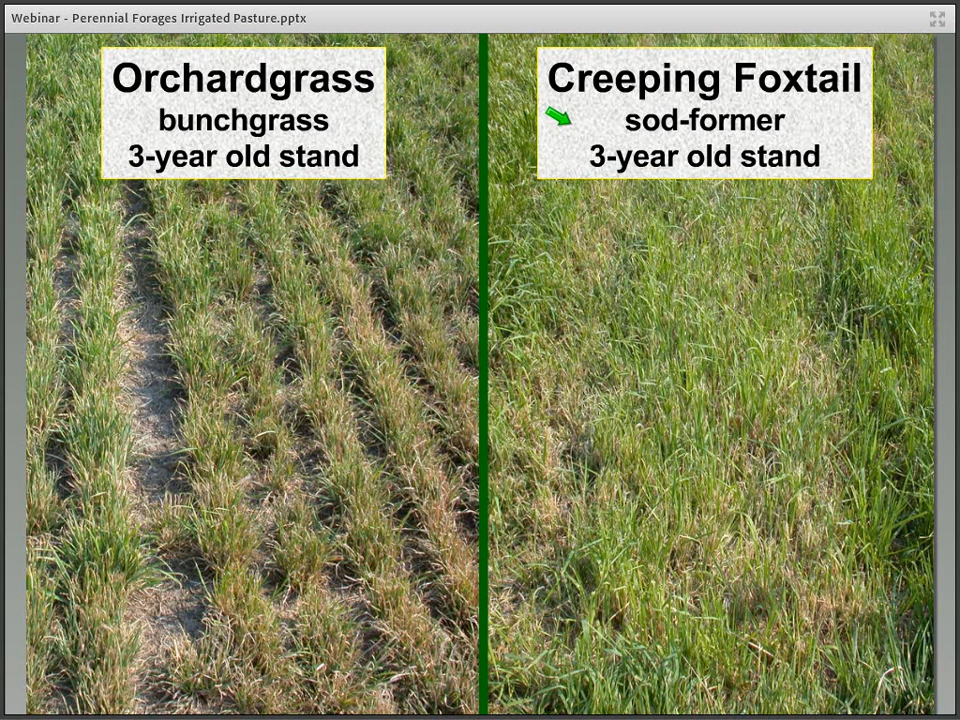 Webinar - Perennial Forages Irrigated Pasture.pptx
Orchardgrass
bunchgrass
3-year old stand
Creeping Foxtail
sod-former
3-year old stand